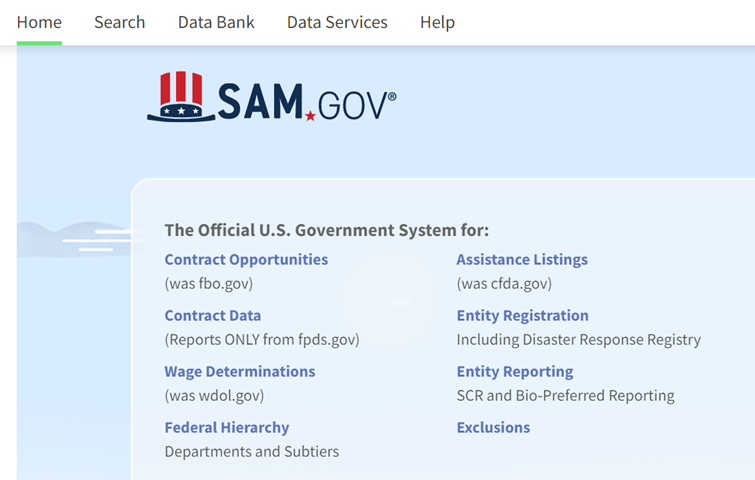 Home Search Data Bank Data Services Help
SAM.GOV®
The Official U.S. Government System for:
Contract Opportunities
(was fbo.gov)
Contract Data
(Reports ONLY from fpds.gov)
Wage Determinations
(was wdol.gov)
Federal Hierarchy
Departments and Subtiers
Assistance Listings
(was cfda.gov)
Entity Registration
Including Disaster Response Registry
Entity Reporting
SCR and Bio-Preferred Reporting
Exclusions